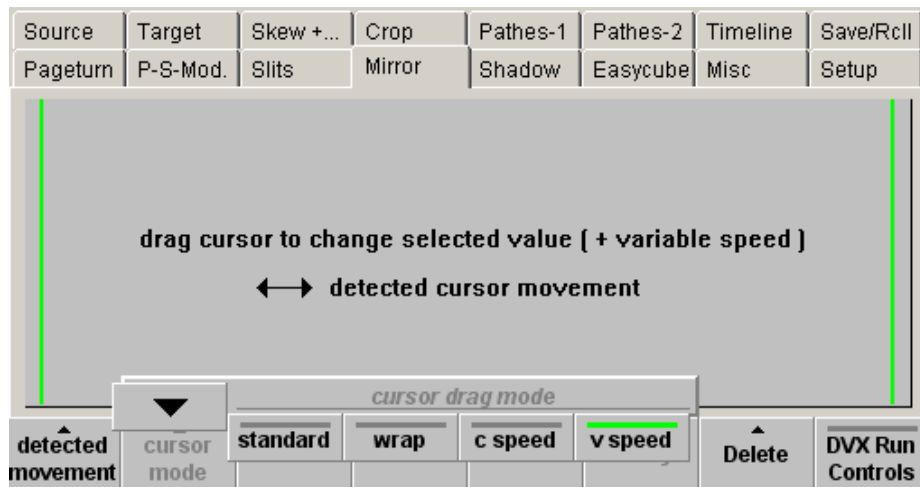 Source Target Skew +... Crop Pathes-1 Pathes-2 Timeline Save/Rcll
Pageturn P-S-Mod. Slits Mirror Shadow Easycube Misc Setup
drag cursor to change selected value ( + variable speed )
detected cursor movement
cursor drag mode
standard wrap c speed v speed
detected movement
cursor mode
Delete
DVX Run Controls